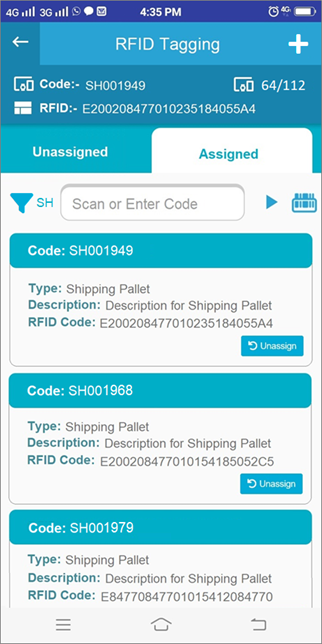 4G 3G 4:35 PM 4G
RFID Tagging
Code:- SH001949 64/112
RFID:- E200208477010235184055A4
Unassigned Assigned
SH Scan or Enter Code
Code: SH001949
Type: Shipping Pallet
Description: Description for Shipping Pallet
RFID Code: E200208477010235184055A4
Unassign
Code: SH001968
Type: Shipping Pallet
Description: Description for Shipping Pallet
RFID Code: E2002084770101541850​52C5
Unassign
Code: SH001979
Type: Shipping Pallet
Description: Description for Shipping Pallet
RFID Code: E84770847701015412084770